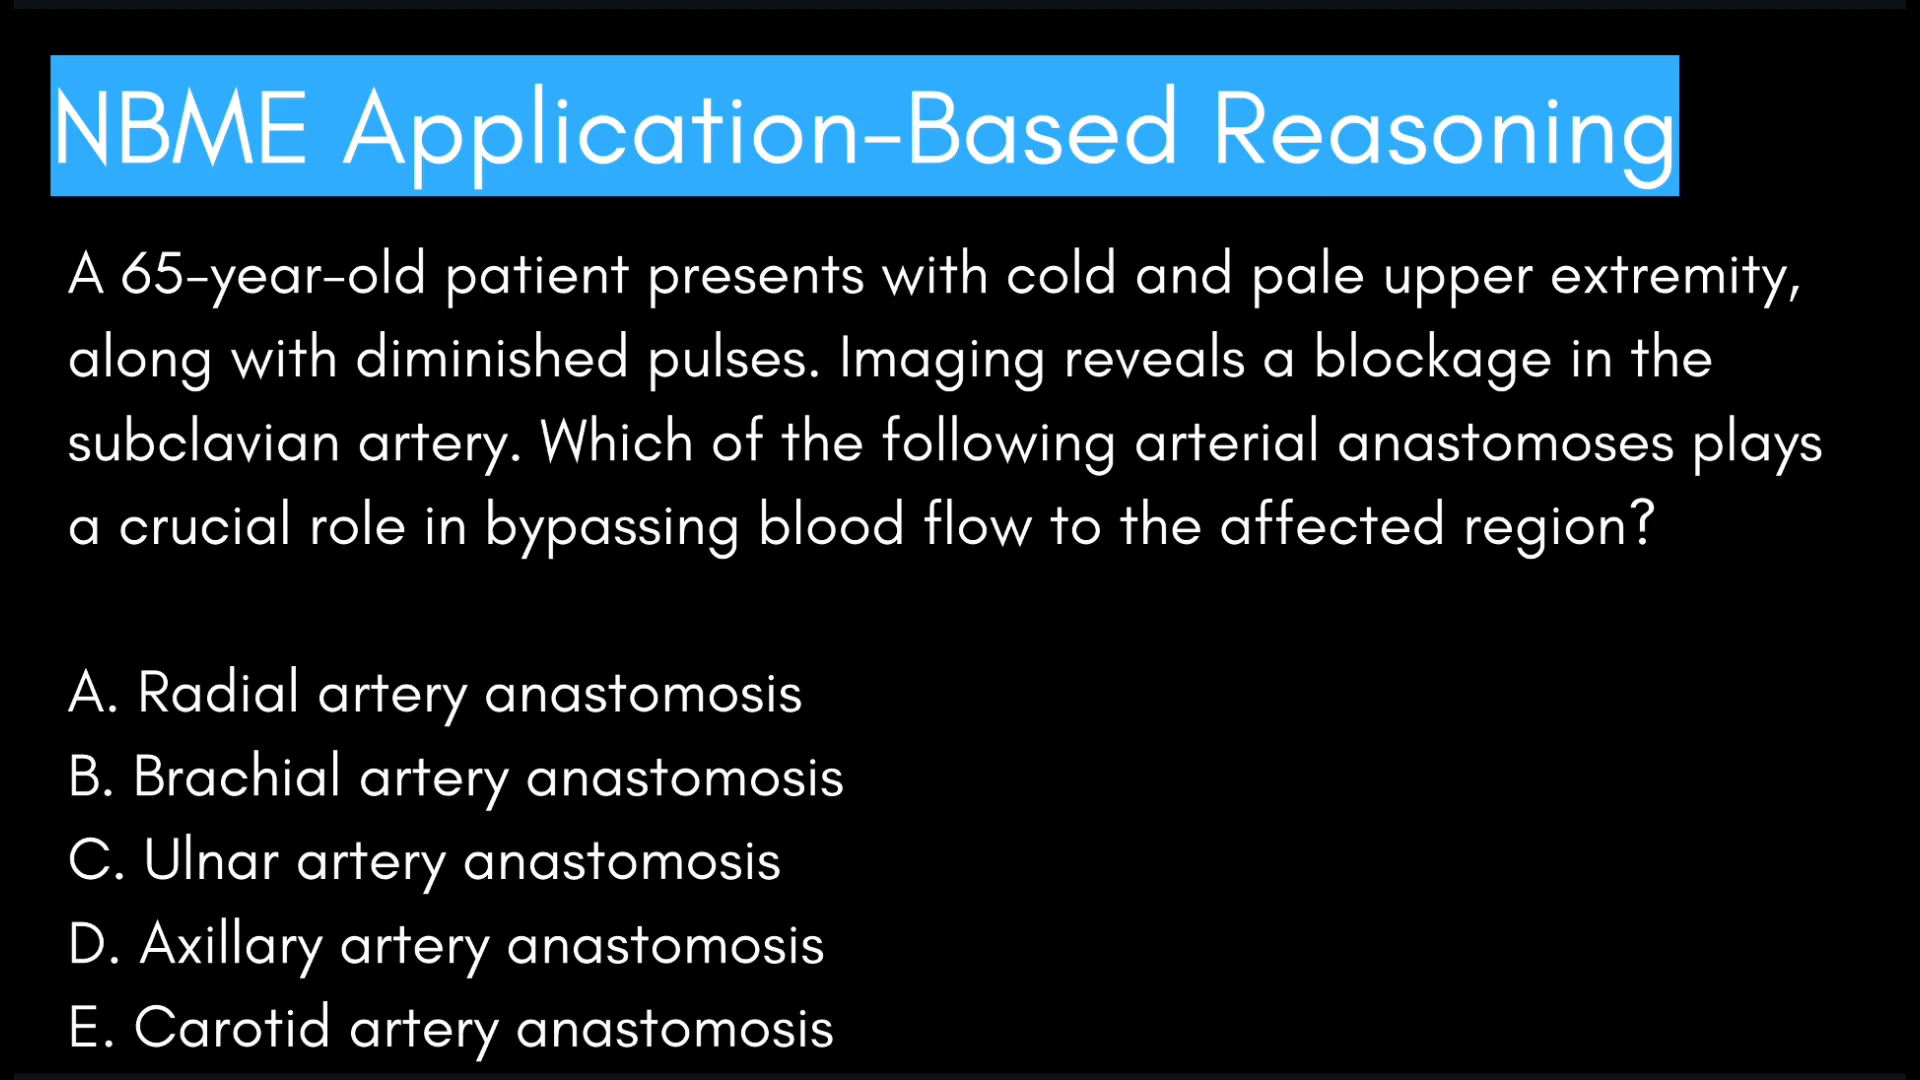 NBME Application-Based Reasoning
A 65-year-old patient presents with cold and pale upper extremity,
along with diminished pulses. Imaging reveals a blockage in the
subclavian artery. Which of the following arterial anastomoses plays
a crucial role in bypassing blood flow to the affected region?
A. Radial artery anastomosis
B. Brachial artery anastomosis
C. Ulnar artery anastomosis
D. Axillary artery anastomosis
E. Carotid artery anastomosis